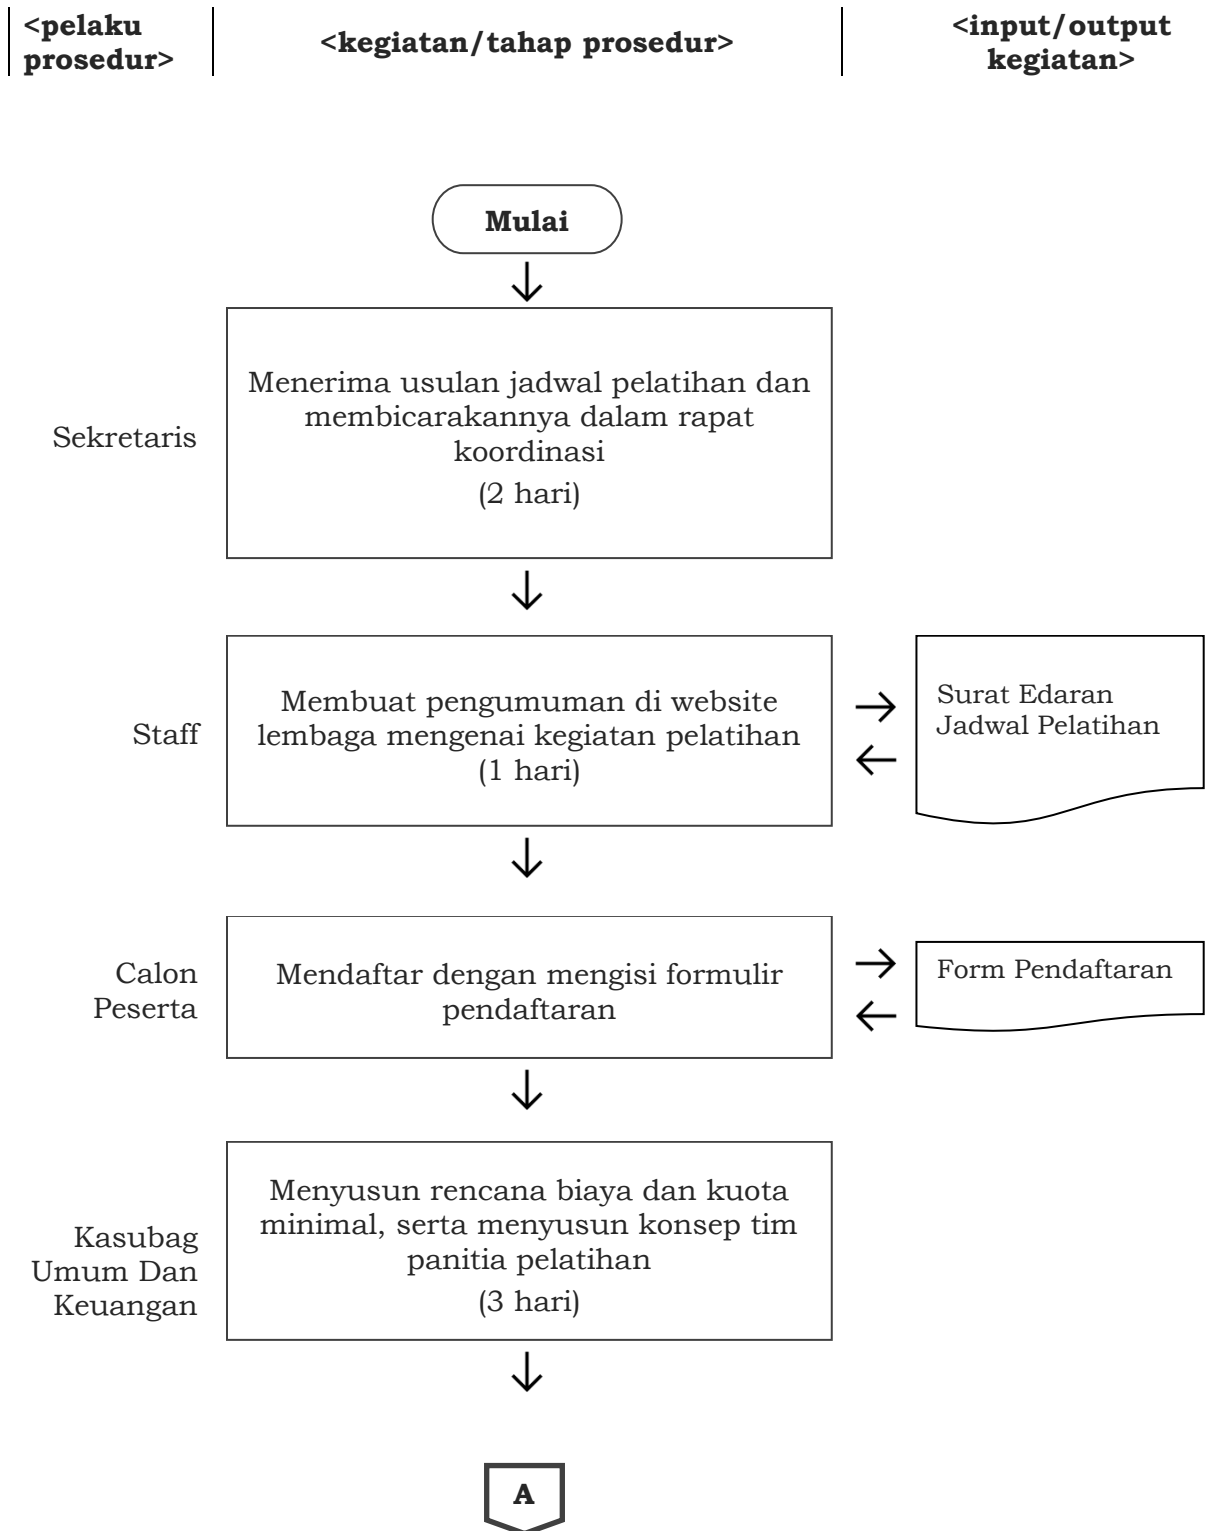 <pelaku
prosedur>
<kegiatan/tahap prosedur>
<input/output
kegiatan>
Mulai
Sekretaris
Menerima usulan jadwal pelatihan dan
membicarakannya dalam rapat
koordinasi
(2 hari)
Staff
Membuat pengumuman di website
lembaga mengenai kegiatan pelatihan
(1 hari)
Surat Edaran
Jadwal Pelatihan
Calon
Peserta
Mendaftar dengan mengisi formulir
pendaftaran
Form Pendaftaran
Kasubag
Umum Dan
Keuangan
Menyusun rencana biaya dan kuota
minimal, serta menyusun konsep tim
panitia pelatihan
(3 hari)
A